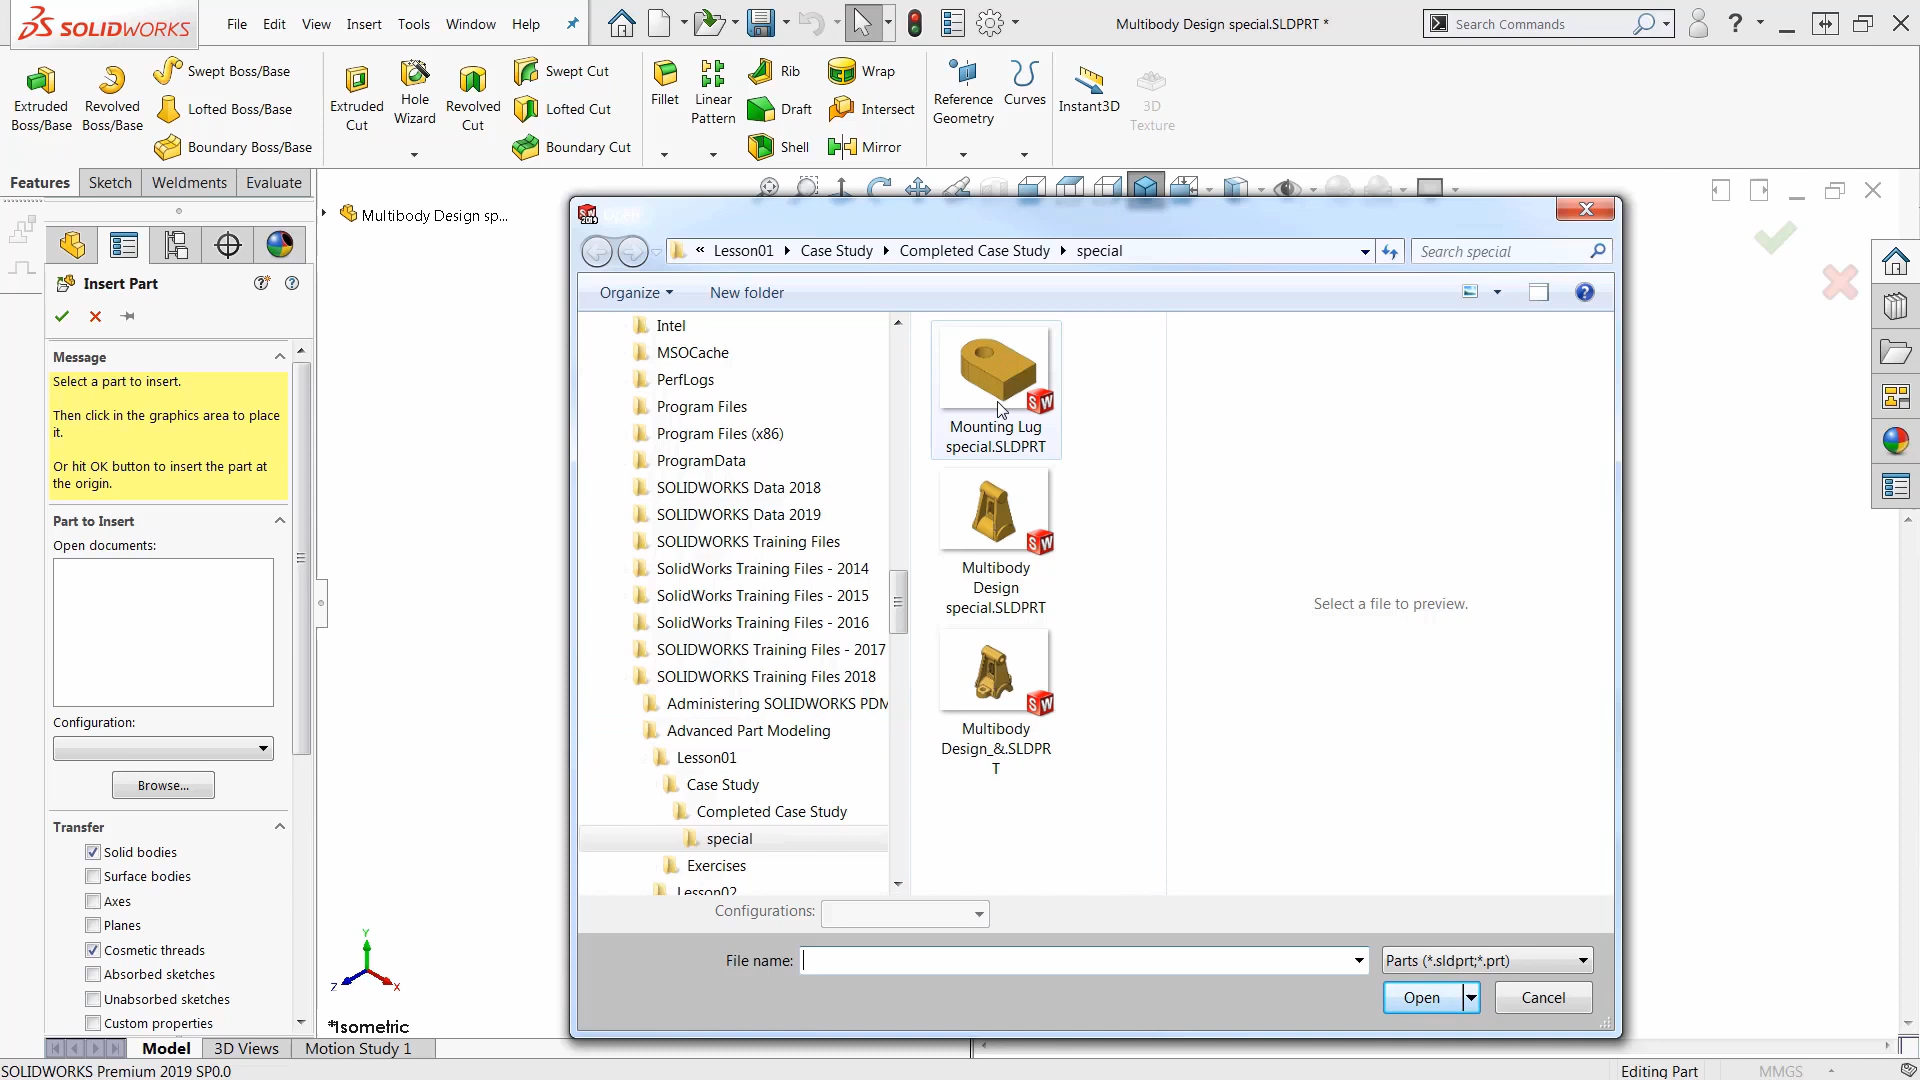 SOLIDWORKS
File Edit View Insert Tools Window Help
Multibody Design special.SLDPRT *
Search Commands
?
Extruded Boss/Base
Revolved Boss/Base
Swept Boss/Base
Lofted Boss/Base
Boundary Boss/Base
Extruded Cut
Hole Wizard
Revolved Cut
Swept Cut
Lofted Cut
Boundary Cut
Fillet
Linear Pattern
Rib
Draft
Shell
Wrap
Intersect
Mirror
Reference Geometry
Curves
Instant3D
3D Texture
Features Sketch Weldments Evaluate
Multibody Design sp...
Insert Part
Message
Select a part to insert.
Then click in the graphics area to place
it.
Or hit OK button to insert the part at
the origin.
Part to Insert
Open documents:
Configuration:
Browse...
Transfer
Solid bodies
Surface bodies
Axes
Planes
Cosmetic threads
Absorbed sketches
Unabsorbed sketches
Custom properties
« Lesson01 Case Study Completed Case Study special
Search special
Organize New folder
Intel
MSOCache
PerfLogs
Program Files
Program Files (x86)
ProgramData
SOLIDWORKS Data 2018
SOLIDWORKS Data 2019
SOLIDWORKS Training Files
SolidWorks Training Files - 2014
SolidWorks Training Files - 2015
SolidWorks Training Files - 2016
SOLIDWORKS Training Files - 2017
SOLIDWORKS Training Files 2018
Administering SOLIDWORKS PDM
Advanced Part Modeling
Lesson01
Case Study
Completed Case Study
special
Exercises
Lesson02
Mounting Lug
special.SLDPRT
Multibody
Design
special.SLDPRT
Multibody
Design_&.SLDPR
T
Select a file to preview.
Configurations:
File name:
Parts (*.sldprt;*.prt)
Open
Cancel
Y
Z
X
*Isometric
Model 3D Views Motion Study 1
SOLIDWORKS Premium 2019 SP0.0
Editing Part
MMGS